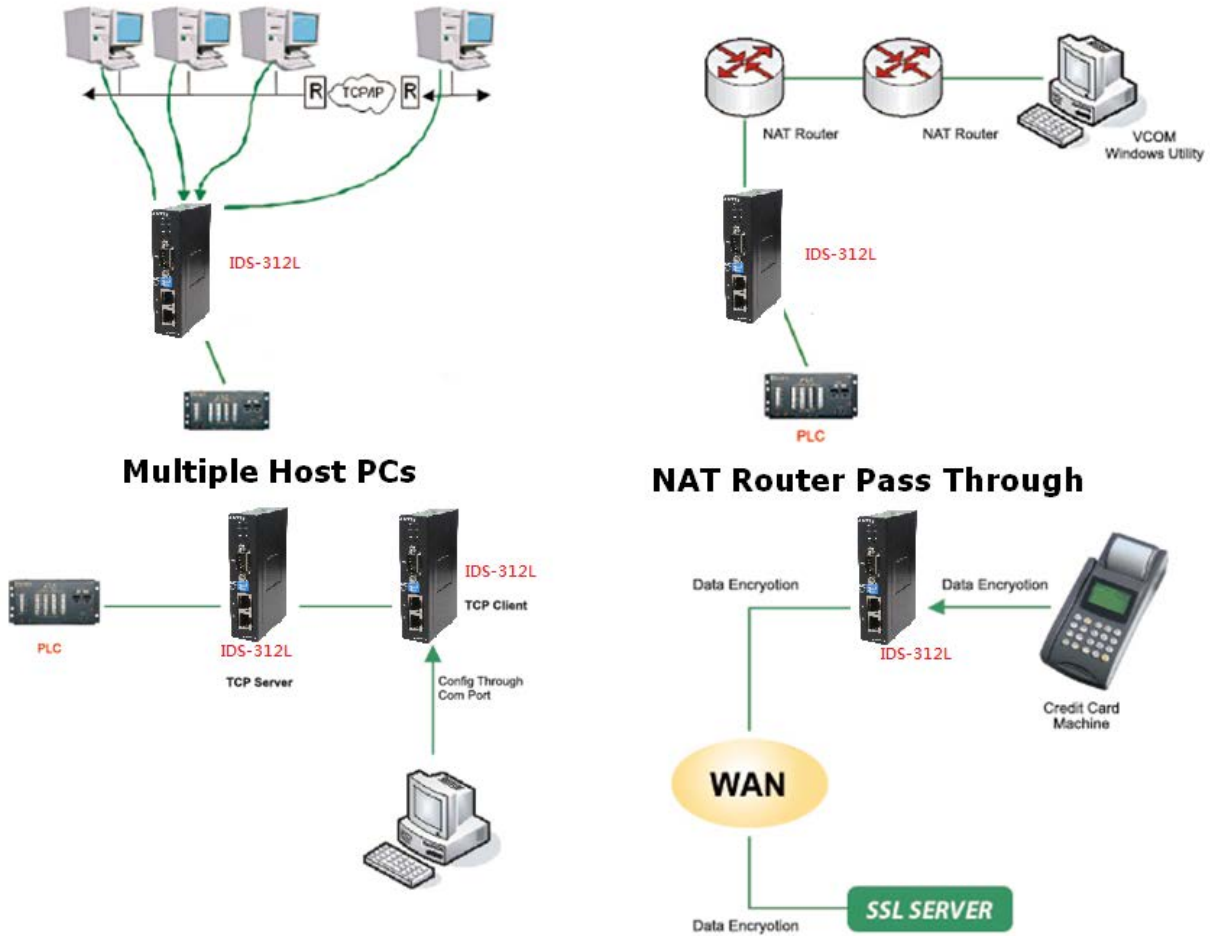 R
TCP/IP
R
IDS-312L
Multiple Host PCs
NAT Router
NAT Router
VCOM
Windows Utility
IDS-312L
PLC
NAT Router Pass Through
PLC
IDS-312L
TCP Server
IDS-312L
TCP Client
Config Through
Com Port
Data Encryotion
Data Encryotion
IDS-312L
Credit Card
Machine
WAN
SSL SERVER
Data Encryotion